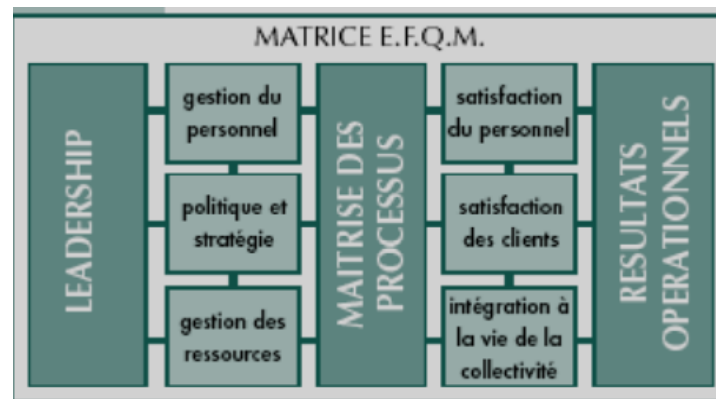 MATRICE E.F.Q.M.
LEADERSHIP
gestion du
personnel
politique et
stratégie
gestion des
ressources
MAITRISE DES
PROCESSUS
satisfaction
du personnel
satisfaction
des clients
intégration à
la vie de la
collectivité
RESULTATS
OPERATIONNELS